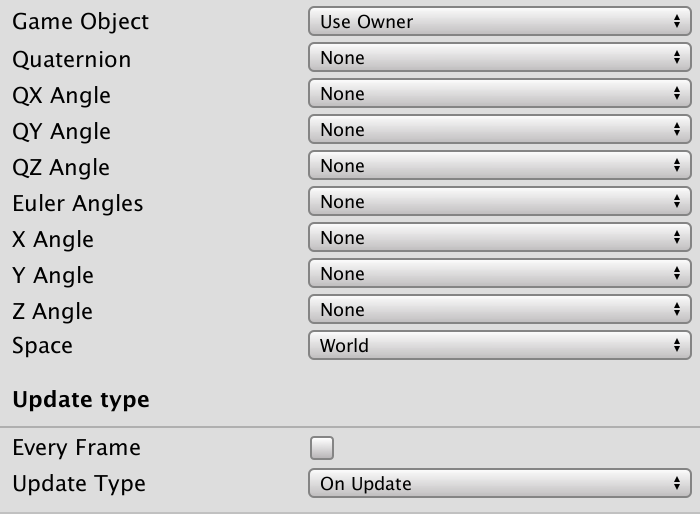 Game Object Use Owner
Quaternion None
QX Angle None
QY Angle None
QZ Angle None
Euler Angles None
X Angle None
Y Angle None
Z Angle None
Space World
Update type
Every Frame
Update Type On Update